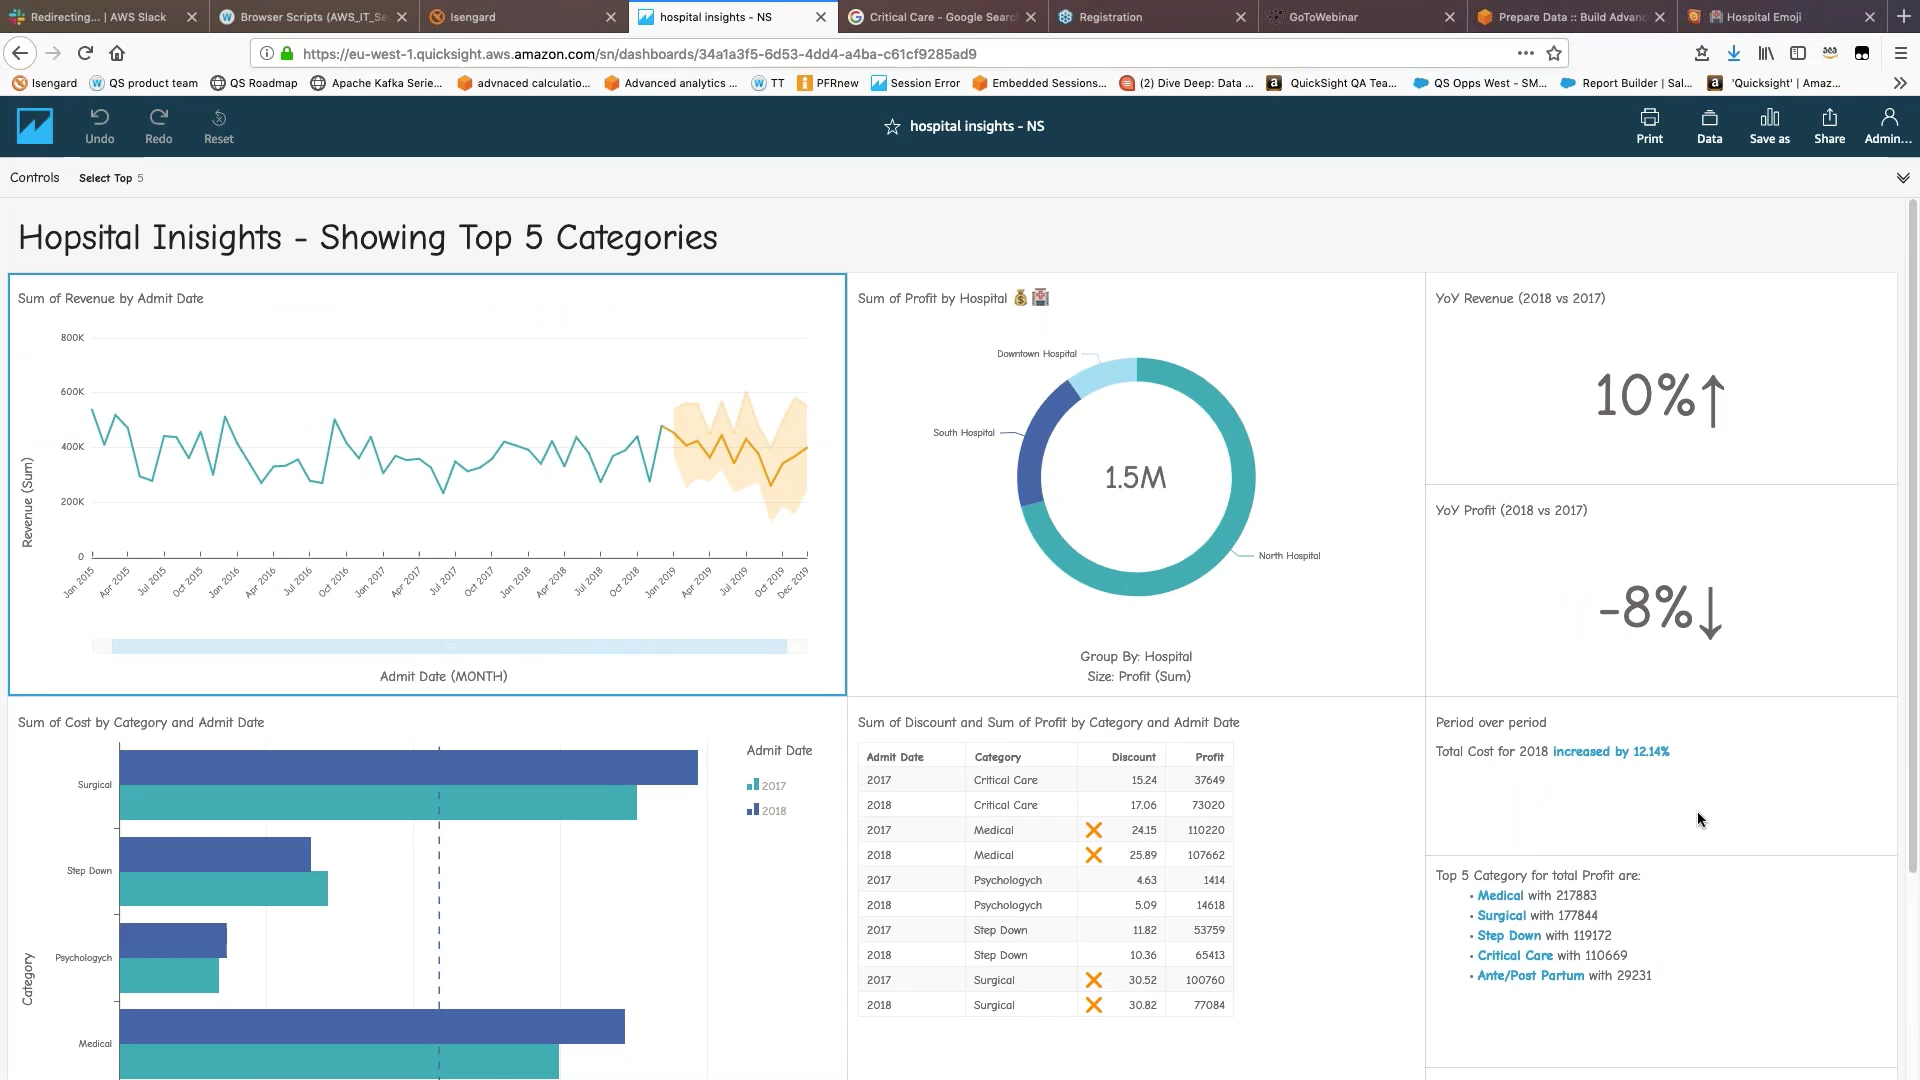 Redirecting... | AWS Slack
Browser Scripts (AWS_IT_Se
Isengard
hospital insights - NS
Critical Care - Google Searc
Registration
GoToWebinar
Prepare Data :: Build Advanc
Hospital Emoji
https://eu-west-1.quicksight.aws.amazon.com/sn/dashboards/34a1a3f5-6d53-4dd4-a4ba-c61cf9285ad9
Isengard
QS product team
QS Roadmap
Apache Kafka Serie...
advnaced calculatio...
Advanced analytics ...
TT
PFRnew
Session Error
Embedded Sessions...
(2) Dive Deep: Data ...
QuickSight QA Tea...
QS Opps West - SM...
Report Builder | Sal...
'Quicksight' | Amaz...
Undo
Redo
Reset
hospital insights - NS
Print
Data
Save as
Share
Admin...
Controls
Select Top 5
Hopsital Inisights - Showing Top 5 Categories
Sum of Revenue by Admit Date
800K
600K
400K
200K
0
Revenue (Sum)
Jan 2015
Apr 2015
Jul 2015
Oct 2015
Jan 2016
Apr 2016
Jul 2016
Oct 2016
Jan 2017
Apr 2017
Jul 2017
Oct 2017
Jan 2018
Apr 2018
Jul 2018
Oct 2018
Jan 2019
Apr 2019
Jul 2019
Oct 2019
Dec 2019
Admit Date (MONTH)
Sum of Profit by Hospital
Downtown Hospital
South Hospital
1.5M
North Hospital
Group By: Hospital
Size: Profit (Sum)
YoY Revenue (2018 vs 2017)
10%↑
YoY Profit (2018 vs 2017)
-8%↓
Sum of Cost by Category and Admit Date
Surgical
Step Down
Psychologych
Medical
Category
Admit Date
2017
2018
Sum of Discount and Sum of Profit by Category and Admit Date
Admit Date Category Discount Profit
2017 Critical Care 15.24 37649
2018 Critical Care 17.06 73020
2017 Medical 24.15 110220
2018 Medical 25.89 107662
2017 Psychologych 4.63 1414
2018 Psychologych 5.09 14618
2017 Step Down 11.82 53759
2018 Step Down 10.36 65413
2017 Surgical 30.52 100760
2018 Surgical 30.82 77084
Period over period
Total Cost for 2018 increased by 12.14%
Top 5 Category for total Profit are:
• Medical with 217883
• Surgical with 177844
• Step Down with 119172
• Critical Care with 110669
• Ante/Post Partum with 29231